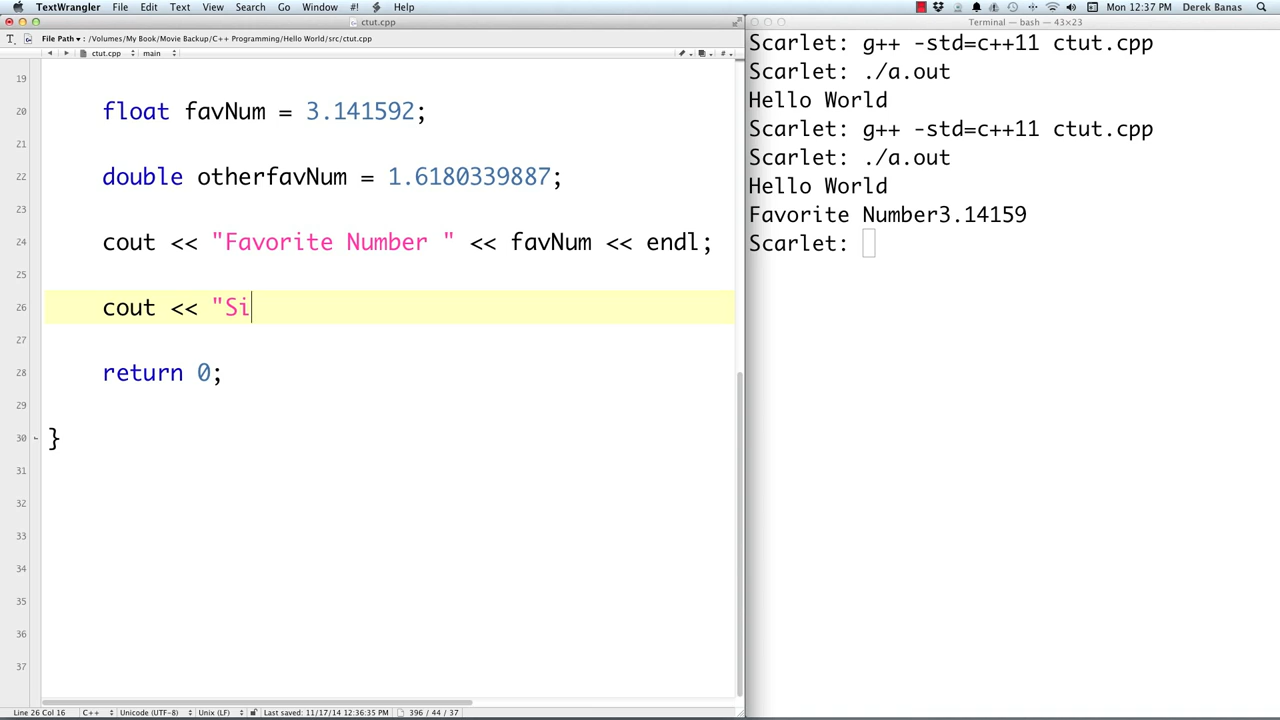 TextWrangler File Edit Text View Search Go Window #! Help Mon 12:37 PM Derek Banas
ctut.cpp
File Path ▾ : /Volumes/My Book/Movie Backup/C++ Programming/Hello World/src/ctut.cpp
ctut.cpp main
19
20 float favNum = 3.141592;
21
22 double otherfavNum = 1.6180339887;
23
24 cout << "Favorite Number " << favNum << endl;
25
26 cout << "Si
27
28 return 0;
29
30 }
31
32
33
34
35
36
37
Line 26 Col 16 C++ Unicode (UTF-8) Unix (LF) Last saved: 11/17/14 12:36:35 PM 396 / 44 / 37
Terminal — bash — 43×23
Scarlet: g++ -std=c++11 ctut.cpp
Scarlet: ./a.out
Hello World
Scarlet: g++ -std=c++11 ctut.cpp
Scarlet: ./a.out
Hello World
Favorite Number3.14159
Scarlet: